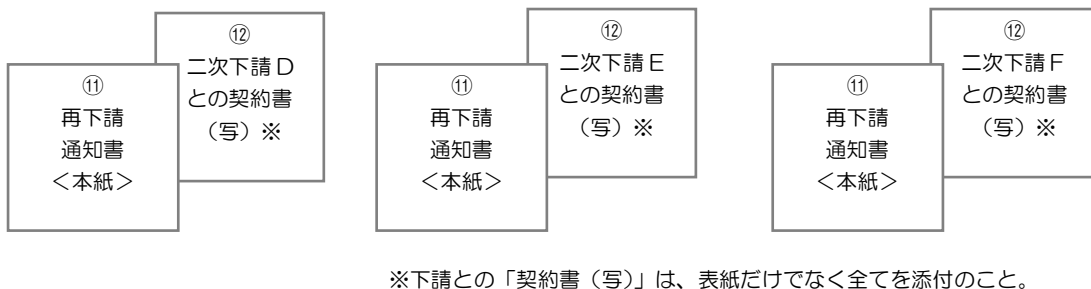 ⑫
二次下請D
との契約書
（写）※
⑪
再下請
通知書
＜本紙＞
⑫
二次下請E
との契約書
（写）※
⑪
再下請
通知書
＜本紙＞
⑫
二次下請F
との契約書
（写）※
⑪
再下請
通知書
＜本紙＞
※下請との「契約書（写）」は、表紙だけでなく全てを添付のこと。